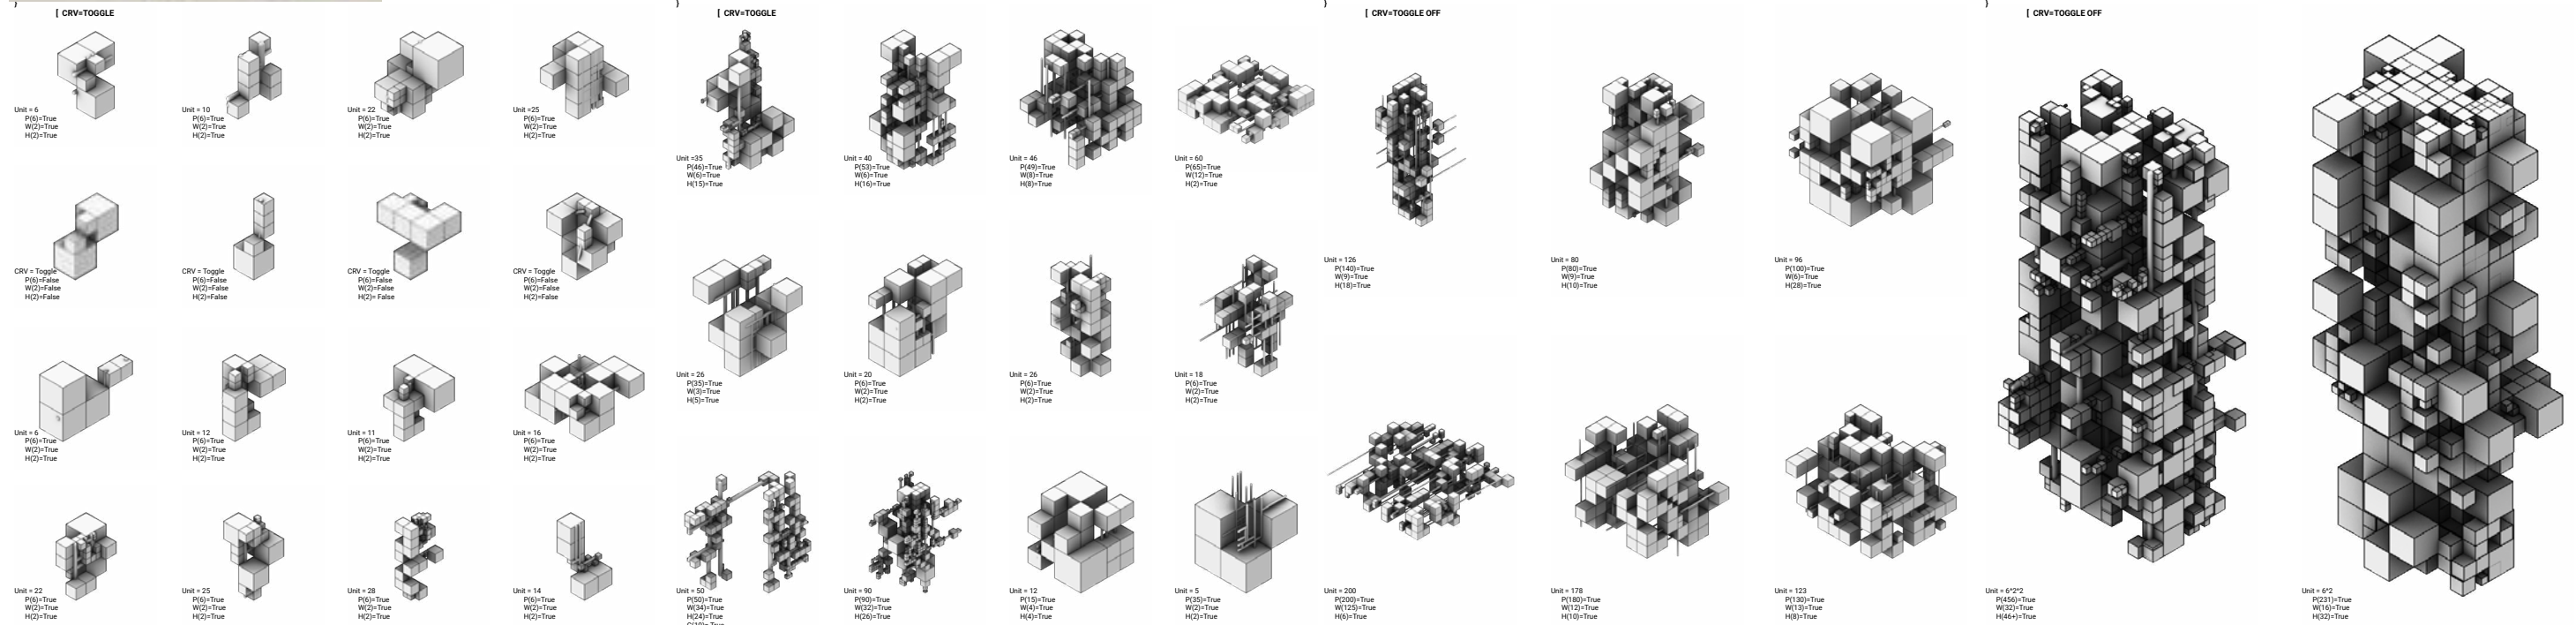 }
[ CRV=TOGGLE
Unit = 6
P(6)=True
W(2)=True
H(2)=True
Unit = 10
P(6)=True
W(2)=True
H(2)=True
Unit = 22
P(6)=True
W(2)=True
H(2)=True
Unit =25
P(6)=True
W(2)=True
H(2)=True
CRV = Toggle
P(6)=False
W(2)=False
H(2)=False
CRV = Toggle
P(6)=False
W(2)=False
H(2)=False
CRV = Toggle
P(6)=False
W(2)=False
H(2)= False
CRV = Toggle
P(6)=False
W(2)=False
H(2)=False
Unit = 6
P(6)=True
W(2)=True
H(2)=True
Unit = 12
P(6)=True
W(2)=True
H(2)=True
Unit = 11
P(6)=True
W(2)=True
H(2)=True
Unit = 16
P(6)=True
W(2)=True
H(2)=True
Unit = 22
P(6)=True
W(2)=True
H(2)=True
Unit = 25
P(6)=True
W(2)=True
H(2)=True
Unit = 28
P(6)=True
W(2)=True
H(2)=True
Unit = 14
P(6)=True
W(2)=True
H(2)=True
}
[ CRV=TOGGLE
Unit =35
P(46)=True
W(6)=True
H(15)=True
Unit = 40
P(53)=True
W(6)=True
H(16)=True
Unit = 46
P(49)=True
W(8)=True
H(8)=True
Unit = 60
P(65)=True
W(12)=True
H(2)=True
Unit = 26
P(35)=True
W(3)=True
H(5)=True
Unit = 20
P(6)=True
W(2)=True
H(2)=True
Unit = 26
P(6)=True
W(2)=True
H(2)=True
Unit = 18
P(6)=True
W(2)=True
H(2)=True
Unit = 50
P(50)=True
W(34)=True
H(24)=True
Unit = 90
P(90)=True
W(32)=True
H(26)=True
Unit = 12
P(15)=True
W(4)=True
H(4)=True
Unit = 5
P(35)=True
W(2)=True
H(2)=True
}
[ CRV=TOGGLE OFF
Unit = 126
P(140)=True
W(9)=True
H(18)=True
Unit = 80
P(80)=True
W(9)=True
H(10)=True
Unit = 96
P(100)=True
W(6)=True
H(28)=True
Unit = 200
P(200)=True
W(125)=True
H(6)=True
Unit = 178
P(180)=True
W(12)=True
H(10)=True
Unit = 123
P(130)=True
W(13)=True
H(8)=True
}
[ CRV=TOGGLE OFF
Unit = 6^2*2
P(456)=True
W(32)=True
H(46+)=True
Unit = 6^2
P(231)=True
W(16)=True
H(32)=True